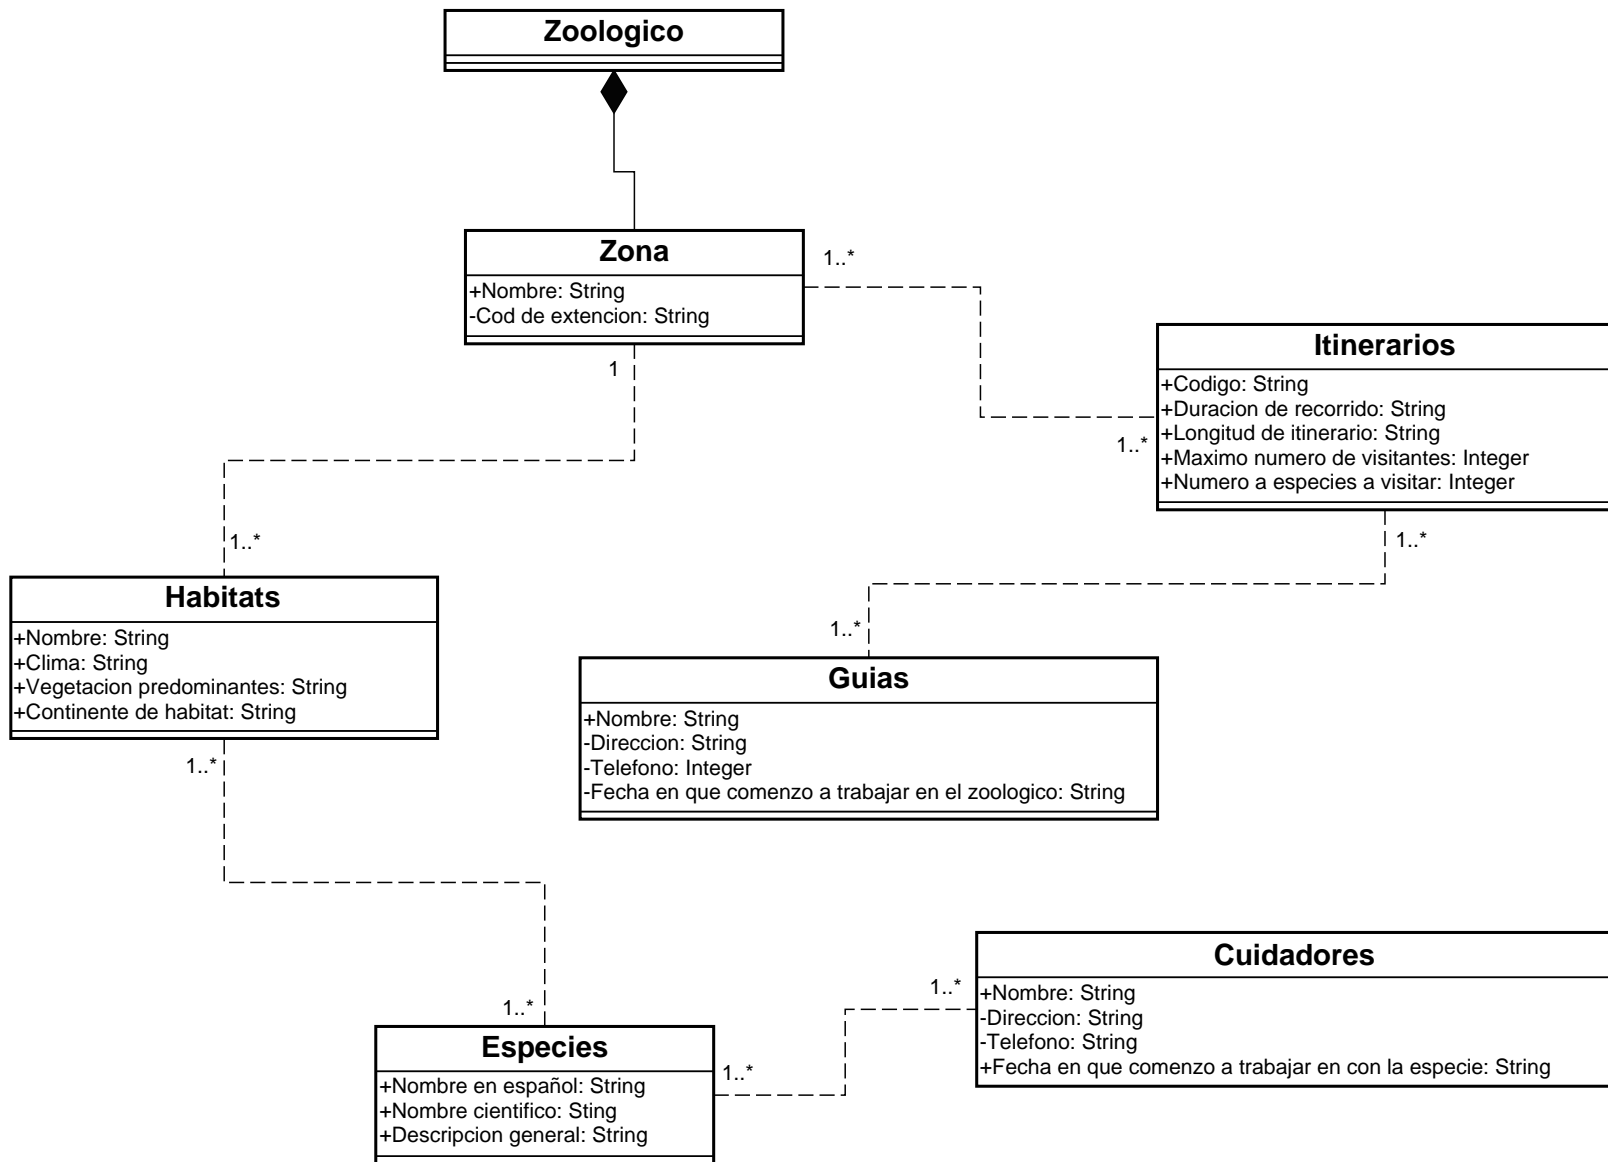 Zoologico
Zona
+Nombre: String
-Cod de extencion: String
1..*
1
Itinerarios
+Codigo: String
+Duracion de recorrido: String
+Longitud de itinerario: String
+Maximo numero de visitantes: Integer
+Numero a especies a visitar: Integer
1..*
1..*
1..*
Habitats
+Nombre: String
+Clima: String
+Vegetacion predominantes: String
+Continente de habitat: String
1..*
1..*
Guias
+Nombre: String
-Direccion: String
-Telefono: Integer
-Fecha en que comenzo a trabajar en el zoologico: String
1..*
Especies
+Nombre en español: String
+Nombre cientifico: Sting
+Descripcion general: String
1..*
1..*
Cuidadores
+Nombre: String
-Direccion: String
-Telefono: String
+Fecha en que comenzo a trabajar en con la especie: String